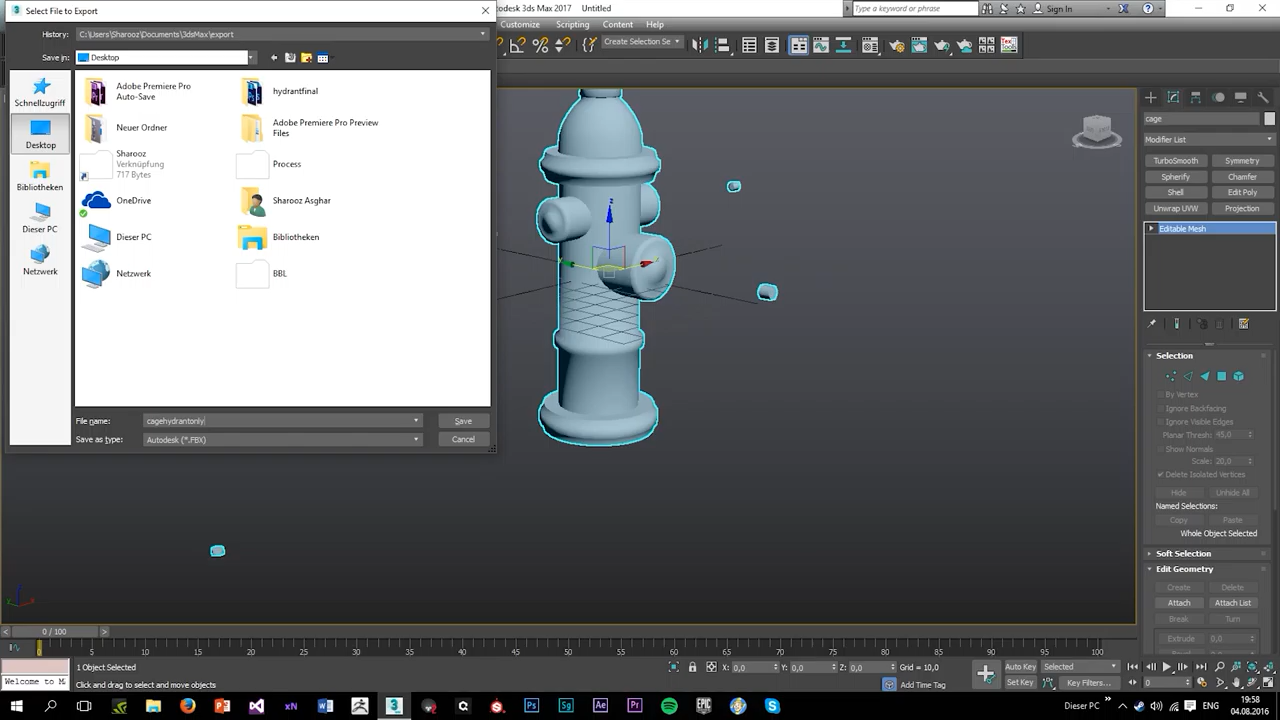 Select File to Export
History: C:\Users\Sharooz\Documents\3dsMax\export
Save in: Desktop
Schnellzugriff
Desktop
Bibliotheken
Dieser PC
Netzwerk
Adobe Premiere Pro
Auto-Save
hydrantfinal
Neuer Ordner
Adobe Premiere Pro Preview
Files
Sharooz
Verknüpfung
717 Bytes
Process
OneDrive
Sharooz Asghar
Dieser PC
Bibliotheken
Netzwerk
BBL
File name: cagehydrantonly
Save
Save as type: Autodesk (*.FBX)
Cancel
odesk 3ds Max 2017 Untitled
Type a keyword or phrase
Sign In
Customize Scripting Content Help
Create Selection Se
cage
Modifier List
TurboSmooth Symmetry
Spherify Chamfer
Shell Edit Poly
Unwrap UVW Projection
Editable Mesh
Selection
By Vertex
Ignore Backfacing
Ignore Visible Edges
Planar Thresh: 45,0
Show Normals
Scale: 20,0
Delete Isolated Vertices
Hide Unhide All
Named Selections:
Copy Paste
Whole Object Selected
Soft Selection
Edit Geometry
Create Delete
Attach Attach List
Break Turn
Extrude 0,0
0 / 100
0 5 10 15 20 25 30 35 40 45 50 55 60 65 70 75 80 85 90 95 100
Welcome to M
1 Object Selected
Click and drag to select and move objects
X: 0,0 Y: 0,0 Z: 0,0 Grid = 10,0
Add Time Tag
Auto Key Selected
Set Key Key Filters...
0
Dieser PC
ENG
19:58
04.08.2016